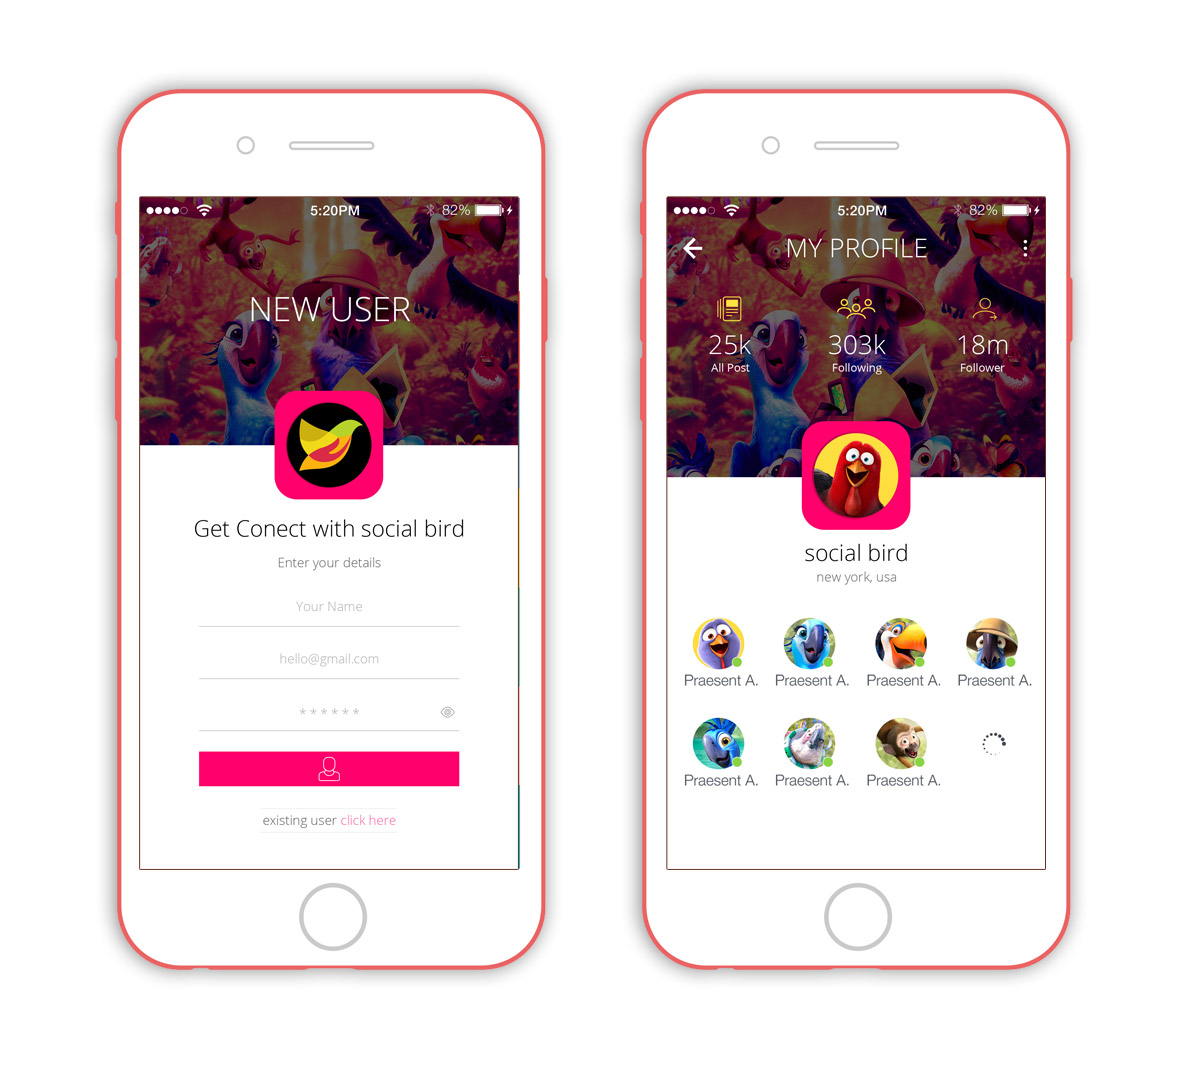 5:20PM 82%
NEW USER
Get Conect with social bird
Enter your details
Your Name
hello@gmail.com
******
existing user click here
5:20PM 82%
MY PROFILE
25k 303k 18m
All Post Following Follower
social bird
new york, usa
Praesent A. Praesent A. Praesent A. Praesent A.
Praesent A. Praesent A. Praesent A.